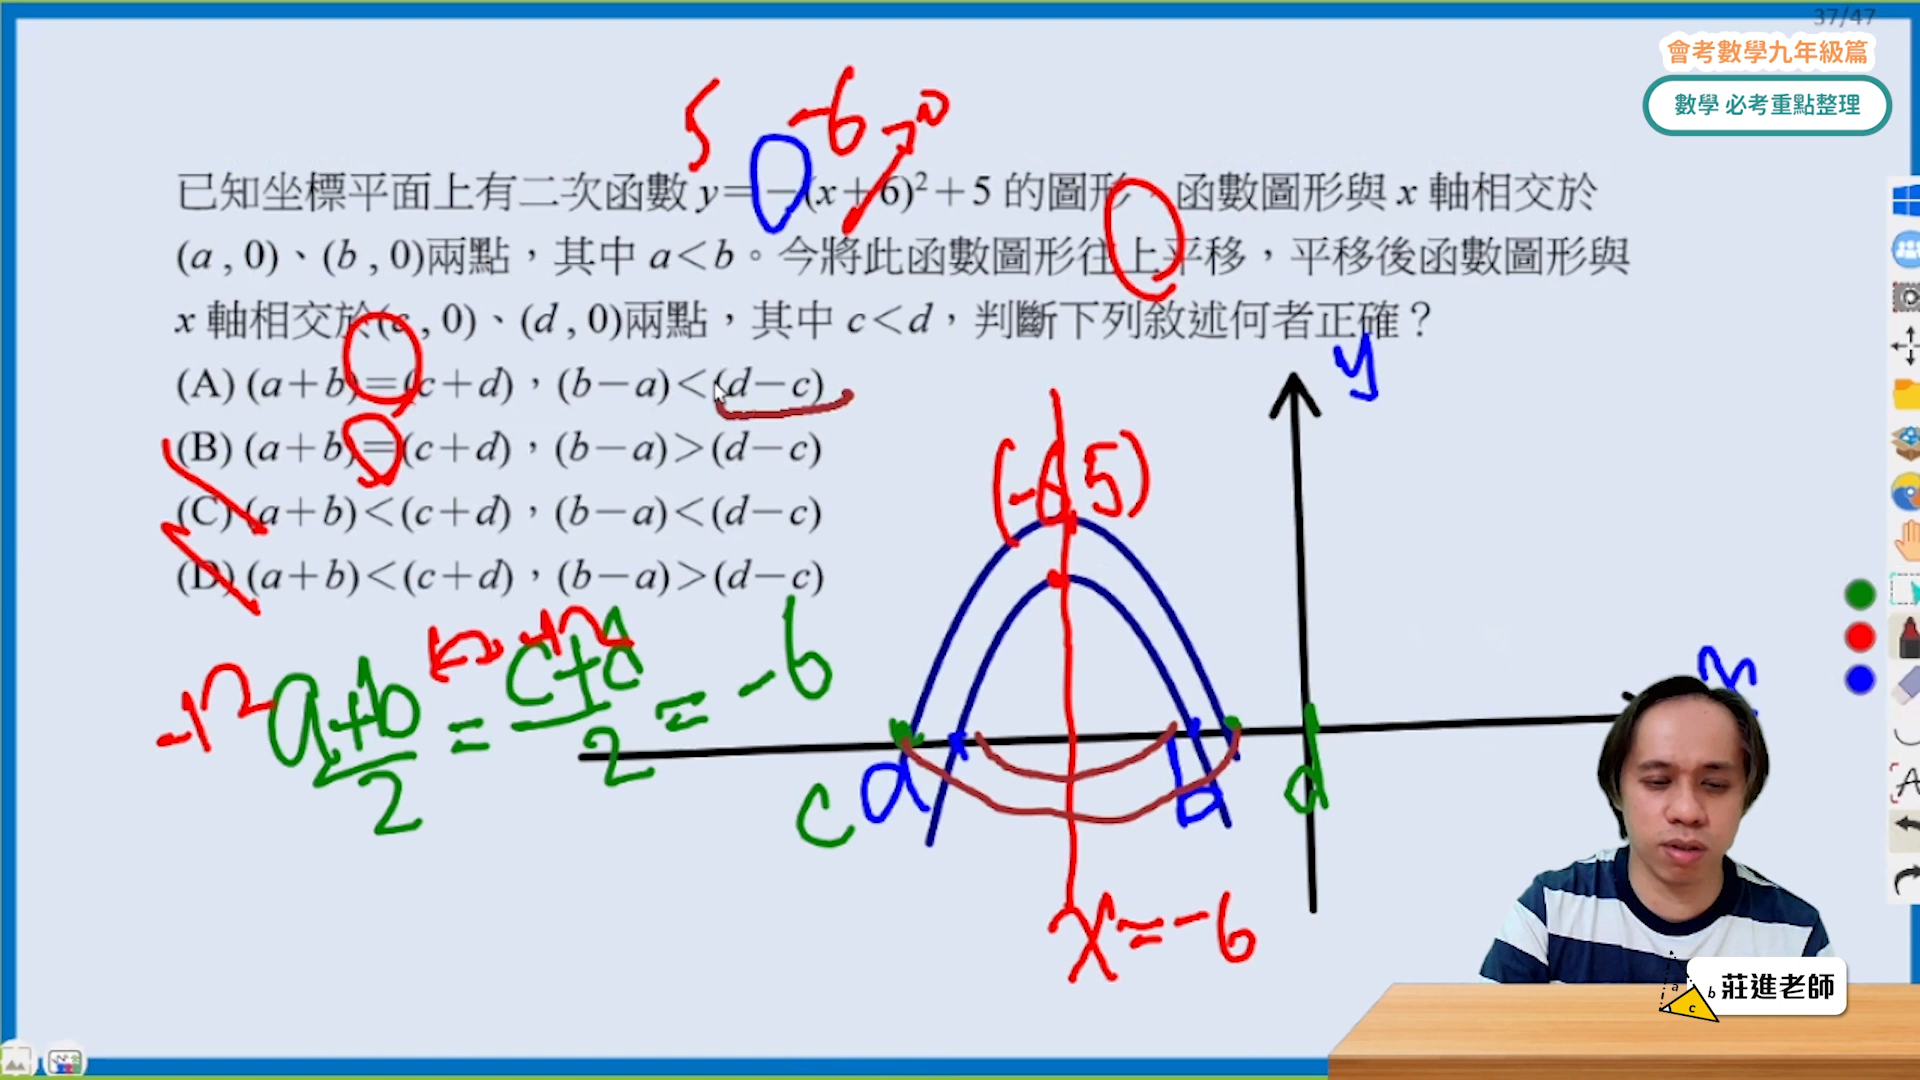 37/47
會考數學九年級篇
數學 必考重點整理
5 -6 >0
已知坐標平面上有二次函數 y=-(x+6)²+5 的圖形，函數圖形與 x 軸相交於
(a , 0)、(b , 0)兩點，其中 a<b。今將此函數圖形往上平移，平移後函數圖形與
x 軸相交於(c , 0)、(d , 0)兩點，其中 c<d，判斷下列敘述何者正確？
(A) (a+b)=(c+d)，(b-a)<(d-c)
(B) (a+b)=(c+d)，(b-a)>(d-c)
(C) (a+b)<(c+d)，(b-a)<(d-c)
(D) (a+b)<(c+d)，(b-a)>(d-c)
y
(-6,5)
-12 -12
a+b/2 = c+d/2 = -6
c a b d
x=-6
莊進老師
a b c